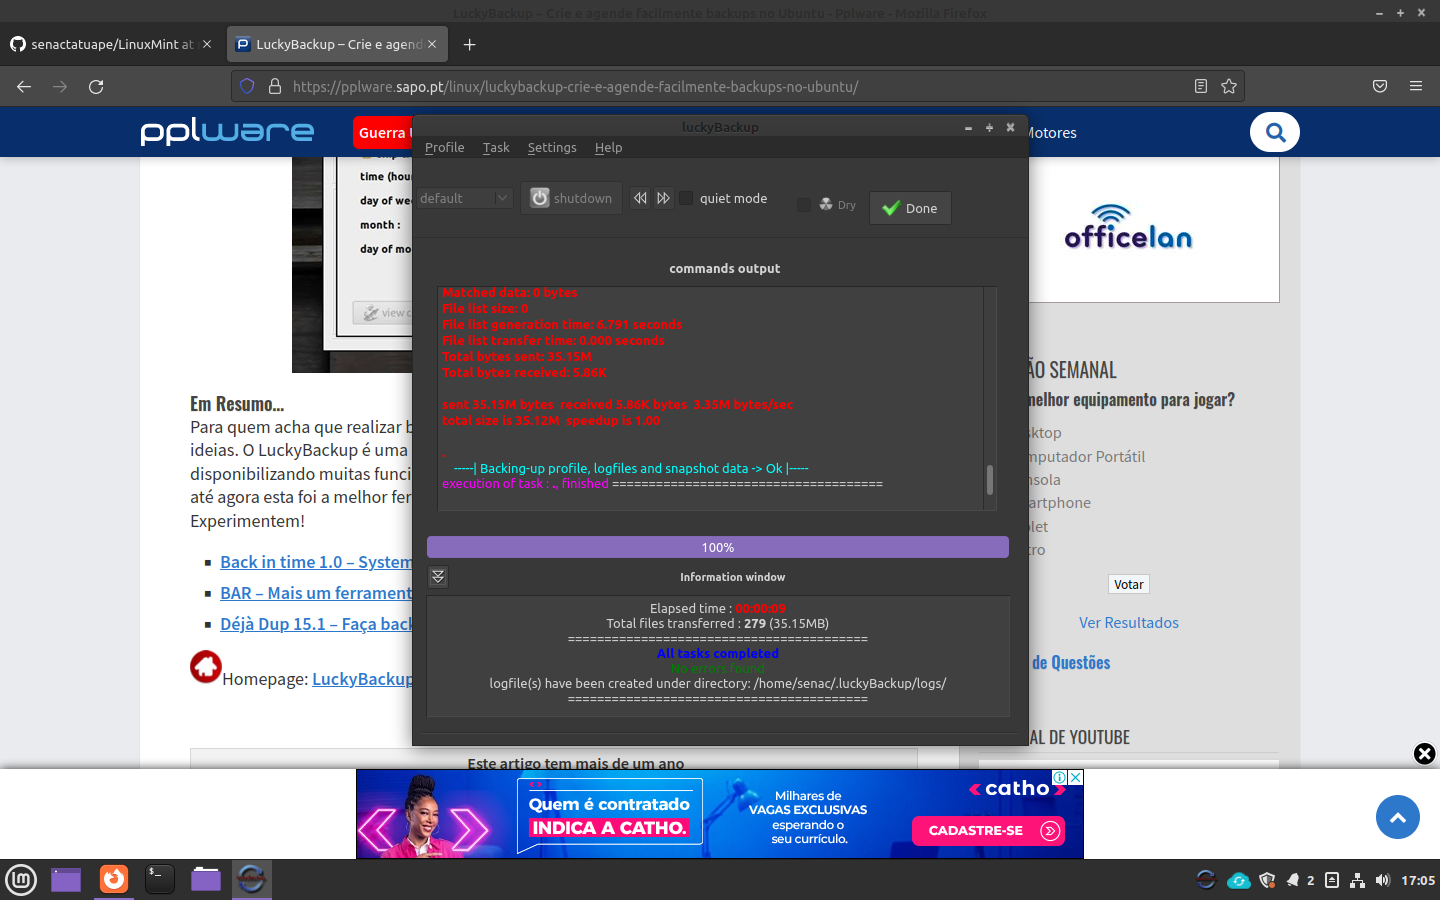 LuckyBackup – Crie e agende facilmente backups no Ubuntu - Pplware - Mozilla Firefox
senactatuape/LinuxMint at
LuckyBackup – Crie e agend
https://pplware.sapo.pt/linux/luckybackup-crie-e-agende-facilmente-backups-no-ubuntu/
pplware
Guerra
Motores
luckyBackup
Profile Task Settings Help
default
shutdown
quiet mode
Dry
Done
time (hou
day of we
month :
day of mo
view c
commands output
Matched data: 0 bytes
File list size: 0
File list generation time: 6.791 seconds
File list transfer time: 0.000 seconds
Total bytes sent: 35.15M
Total bytes received: 5.86K
sent 35.15M bytes received 5.86K bytes 3.35M bytes/sec
total size is 35.12M speedup is 1.00
-----| Backing-up profile, logfiles and snapshot data -> Ok |-----
execution of task : ., finished =====================================
100%
Information window
Elapsed time : 00:00:09
Total files transferred : 279 (35.15MB)
=========================================
All tasks completed
No errors found
logfile(s) have been created under directory: /home/senac/.luckyBackup/logs/
=========================================
Em Resumo...
Para quem acha que realizar b
ideias. O LuckyBackup é uma
disponibilizando muitas funci
até agora esta foi a melhor fer
Experimentem!
Back in time 1.0 – System
BAR – Mais um ferrament
Déjà Dup 15.1 – Faça back
Homepage: LuckyBackup
Este artigo tem mais de um ano
officelan
ÃO SEMANAL
melhor equipamento para jogar?
sktop
mputador Portátil
nsola
artphone
blet
tro
Votar
Ver Resultados
de Questões
AL DE YOUTUBE
Quem é contratado
INDICA A CATHO.
Milhares de
VAGAS EXCLUSIVAS
esperando o
seu currículo.
catho
CADASTRE-SE
2
17:05